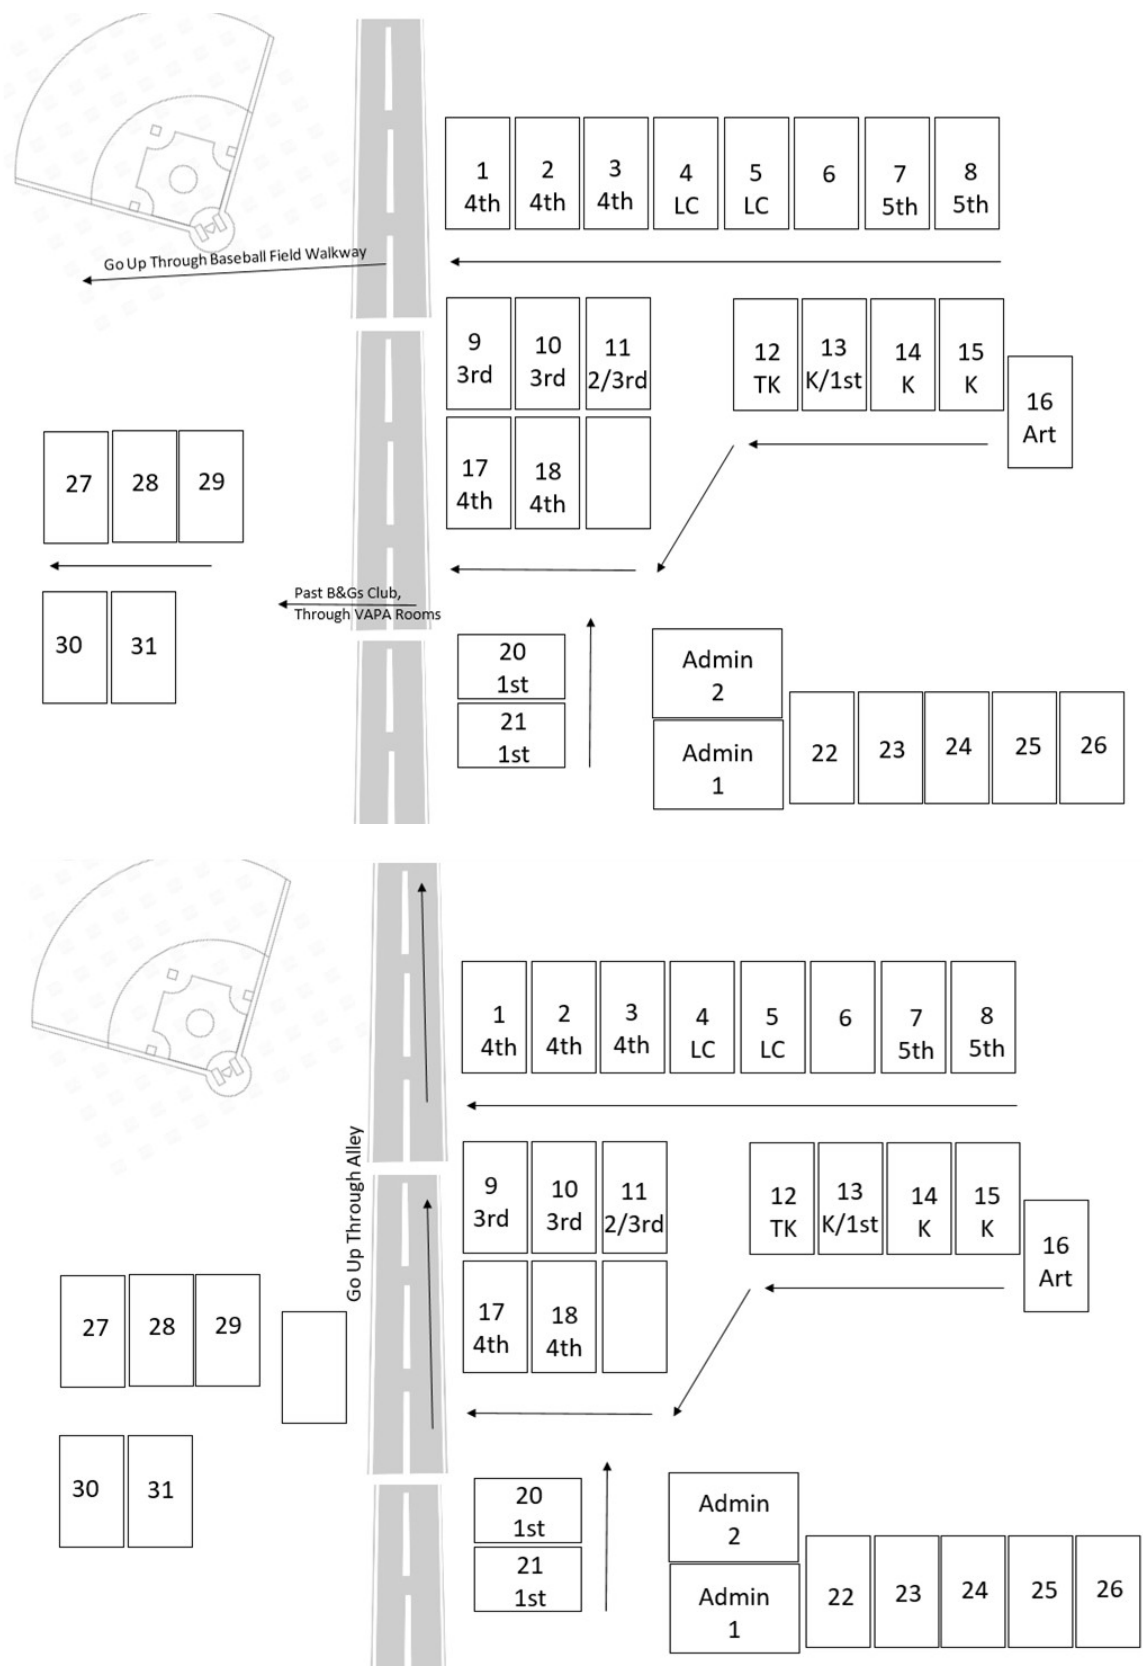 1 2 3 4 5 6 7 8
4th 4th 4th LC LC 5th 5th
Go Up Through Baseball Field Walkway
9 10 11 12 13 14 15
3rd 3rd 2/3rd TK K/1st K K
16
Art
17 18
4th 4th
27 28 29
Past B&Gs Club,
Through VAPA Rooms
30 31
20
1st
21
1st
Admin
2
Admin
1
22 23 24 25 26
1 2 3 4 5 6 7 8
4th 4th 4th LC LC 5th 5th
Go Up Through Alley
9 10 11 12 13 14 15
3rd 3rd 2/3rd TK K/1st K K
16
Art
17 18
4th 4th
27 28 29
30 31
20
1st
21
1st
Admin
2
Admin
1
22 23 24 25 26